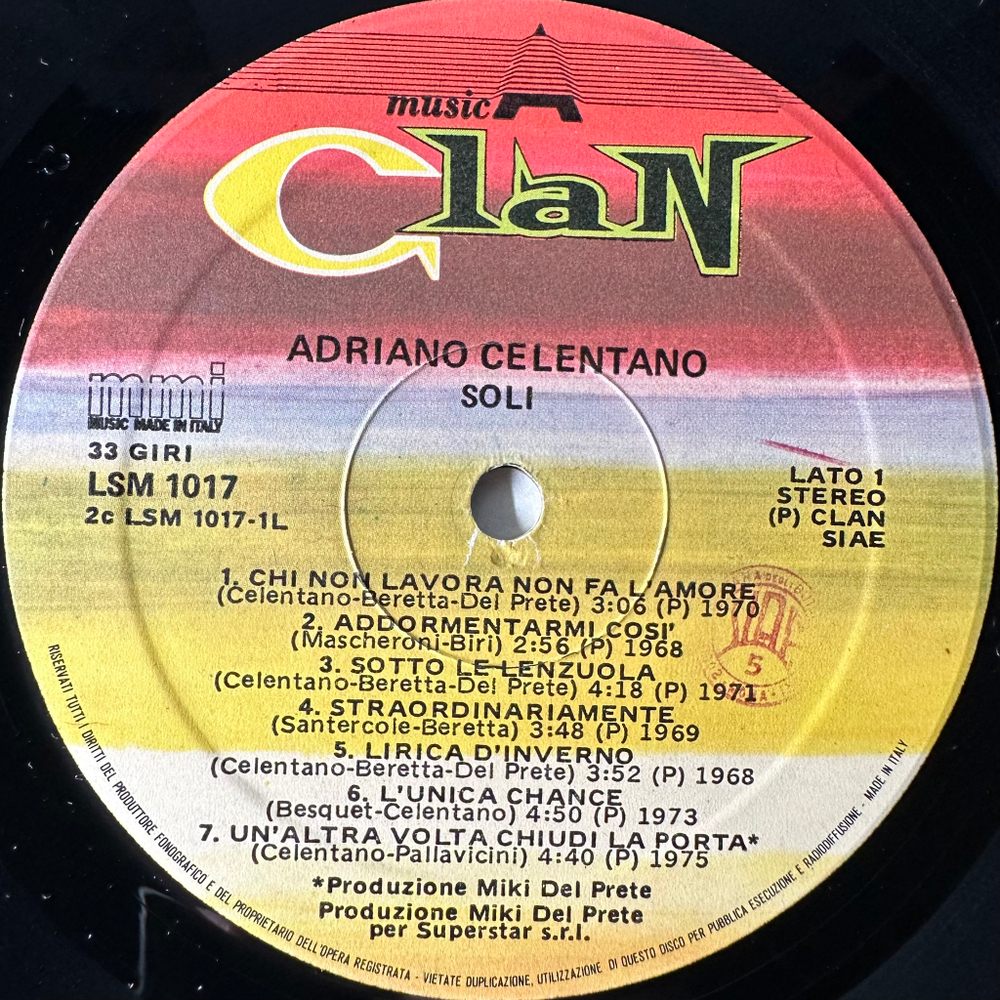 music A
Clan
ADRIANO CELENTANO
SOLI
mmi
MUSIC MADE IN ITALY
33 GIRI
LSM 1017
2c LSM 1017-1L
LATO 1
STEREO
(P) CLAN
SIAE
1. CHI NON LAVORA NON FA L'AMORE
(Celentano-Beretta-Del Prete) 3:06 (P) 1970
2. ADDORMENTARMI COSI'
(Mascheroni-Biri) 2:56 (P) 1968
3. SOTTO LE LENZUOLA
(Celentano-Beretta-Del Prete) 4:18 (P) 1971
4. STRAORDINARIAMENTE
(Santercole-Beretta) 3:48 (P) 1969
5. LIRICA D'INVERNO
(Celentano-Beretta-Del Prete) 3:52 (P) 1968
6. L'UNICA CHANCE
(Besquet-Celentano) 4:50 (P) 1973
7. UN'ALTRA VOLTA CHIUDI LA PORTA*
(Celentano-Pallavicini) 4:40 (P) 1975
*Produzione Miki Del Prete
Produzione Miki Del Prete
per Superstar s.r.l.
5
RISERVATI TUTTI I DIRITTI DEL PRODUTTORE FONOGRAFICO E DEL PROPRIETARIO DELL'OPERA REGISTRATA - VIETATE DUPLICAZIONE, UTILIZZAZIONE DI QUESTO DISCO PER PUBBLICA ESECUZIONE E RADIODIFFUSIONE - MADE IN ITALY